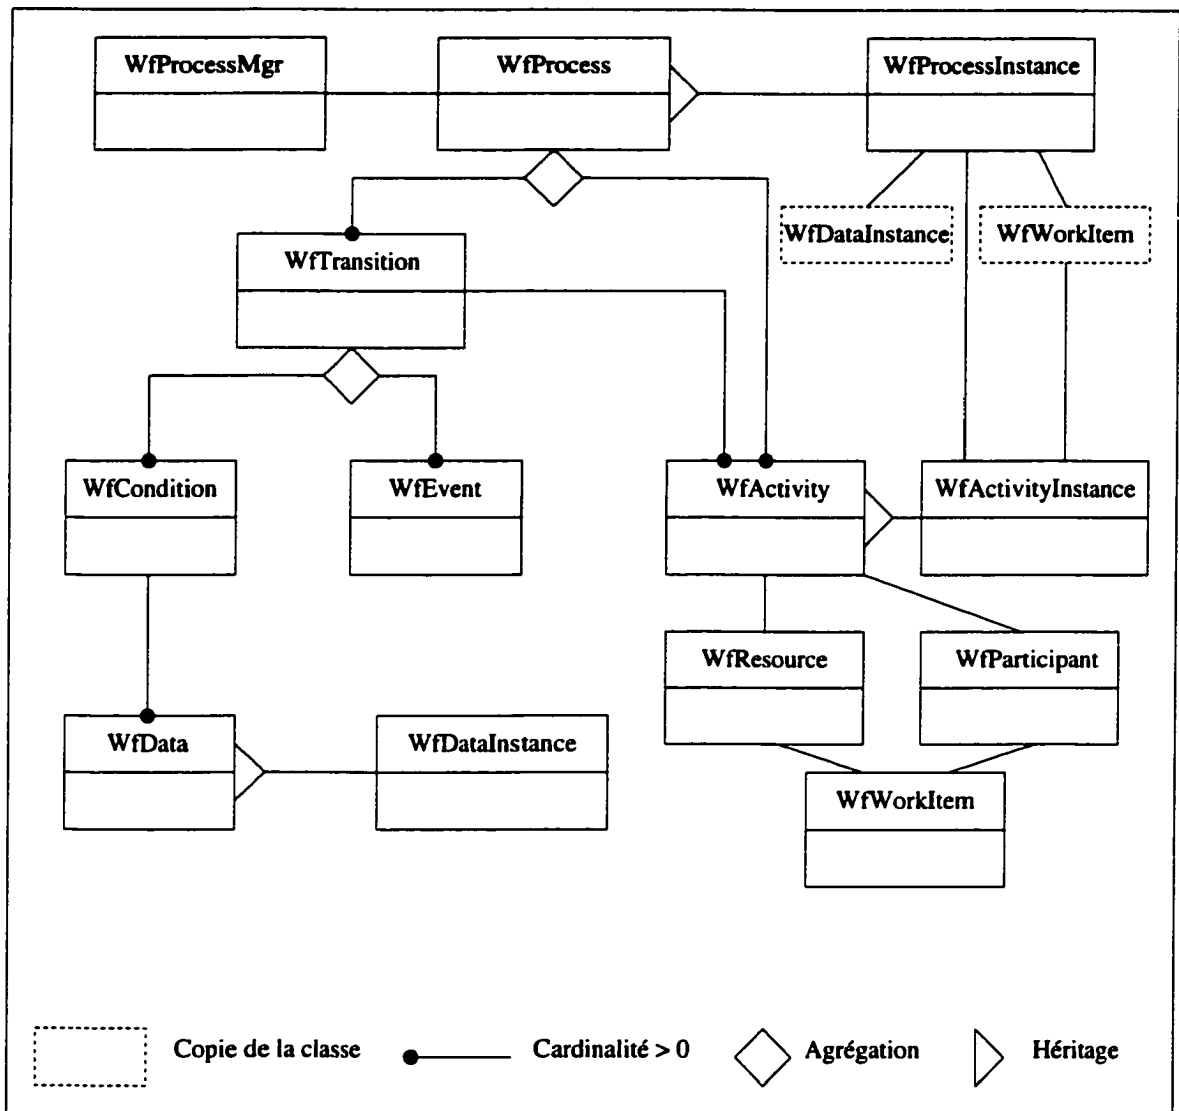 WfProcessMgr
WfProcess
WfProcessInstance
WfDataInstance
WfWorkItem
WfTransition
WfCondition
WfEvent
WfActivity
WfActivityInstance
WfResource
WfParticipant
WfData
WfDataInstance
WfWorkItem
Copie de la classe
Cardinalité > 0
Agrégation
Héritage